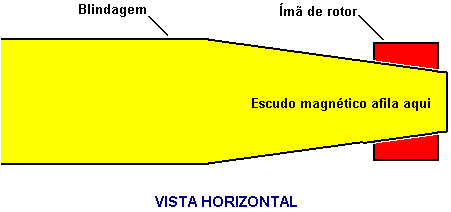 Blindagem
Ímã de rotor
Escudo magnético afila aqui
VISTA HORIZONTAL